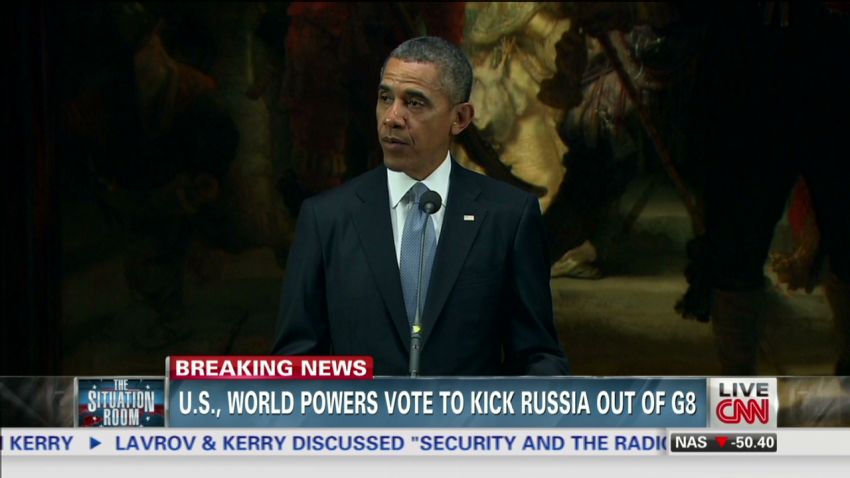 BREAKING NEWS
THE
SITUATION
ROOM
U.S., WORLD POWERS VOTE TO KICK RUSSIA OUT OF G8
LIVE
CNN
KERRY ▶ LAVROV & KERRY DISCUSSED "SECURITY AND THE
NAS ▼ -50.40